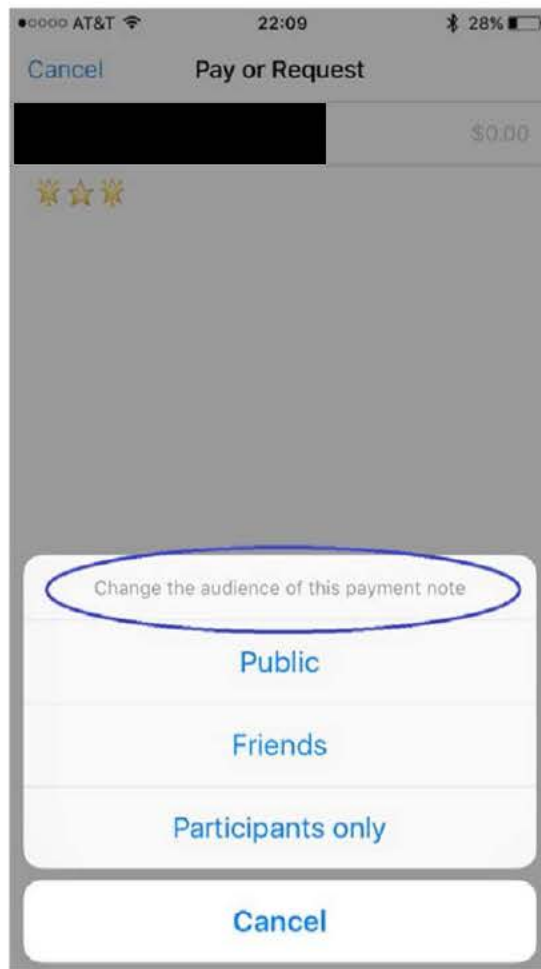 AT&T 22:09 28%
Cancel Pay or Request
$0.00
Change the audience of this payment note
Public
Friends
Participants only
Cancel